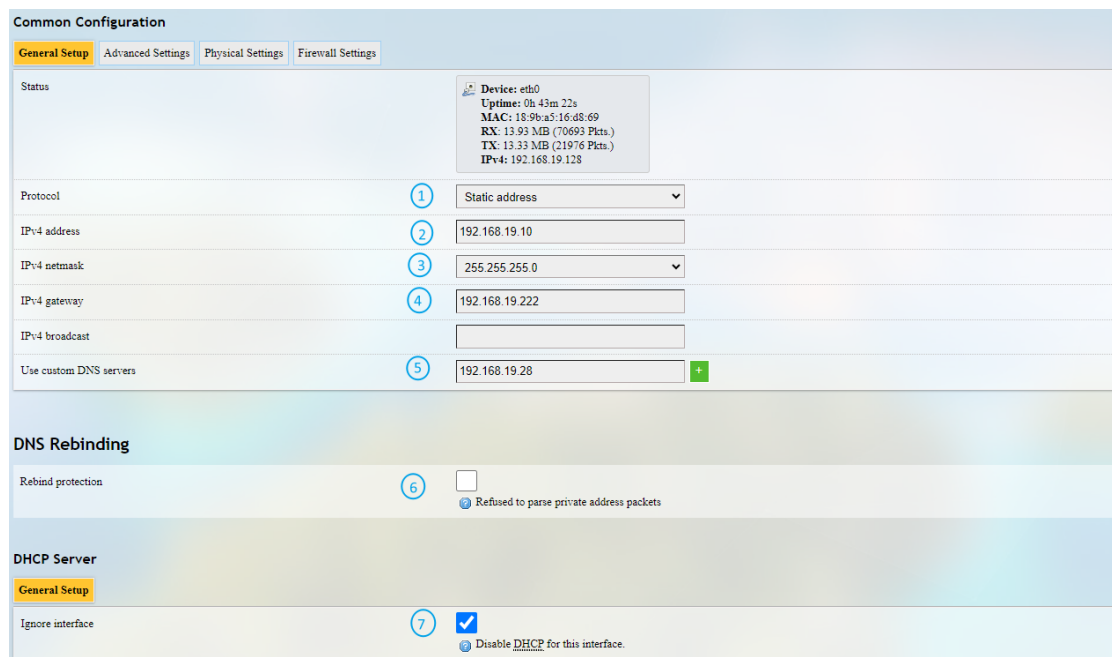 Common Configuration
General Setup Advanced Settings Physical Settings Firewall Settings
Status
Device: eth0
Uptime: 0h 43m 22s
MAC: 18:9b:a5:16:d8:69
RX: 13.93 MB (70693 Pkts.)
TX: 13.33 MB (21976 Pkts.)
IPv4: 192.168.19.128
Protocol 1 Static address
IPv4 address 2 192.168.19.10
IPv4 netmask 3 255.255.255.0
IPv4 gateway 4 192.168.19.222
IPv4 broadcast
Use custom DNS servers 5 192.168.19.28 +
DNS Rebinding
Rebind protection 6
? Refused to parse private address packets
DHCP Server
General Setup
Ignore interface 7
? Disable DHCP for this interface.